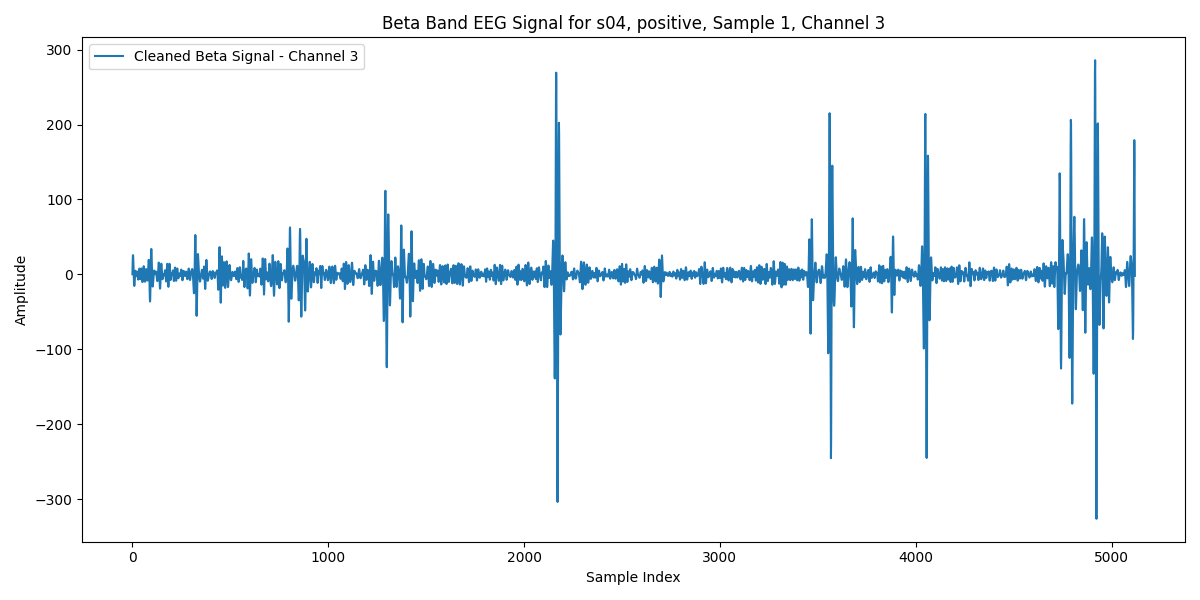 Beta Band EEG Signal for s04, positive, Sample 1, Channel 3
Cleaned Beta Signal - Channel 3
300
200
100
0
−100
−200
−300
Amplitude
0 1000 2000 3000 4000 5000
Sample Index